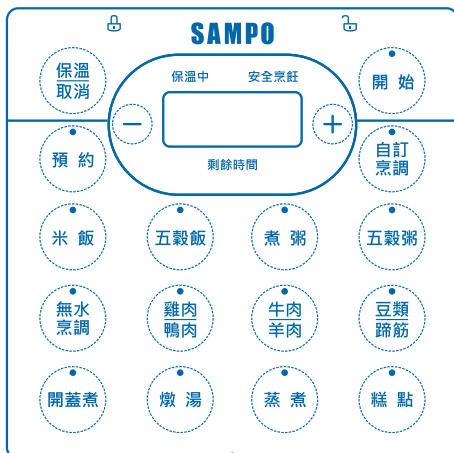 SAMPO
保溫
取消
保溫中
安全烹飪
開始
－
＋
剩餘時間
預約
自訂
烹調
米飯
五穀飯
煮粥
五穀粥
無水
烹調
雞肉
鴨肉
牛肉
羊肉
豆類
蹄筋
開蓋煮
燉湯
蒸煮
糕點